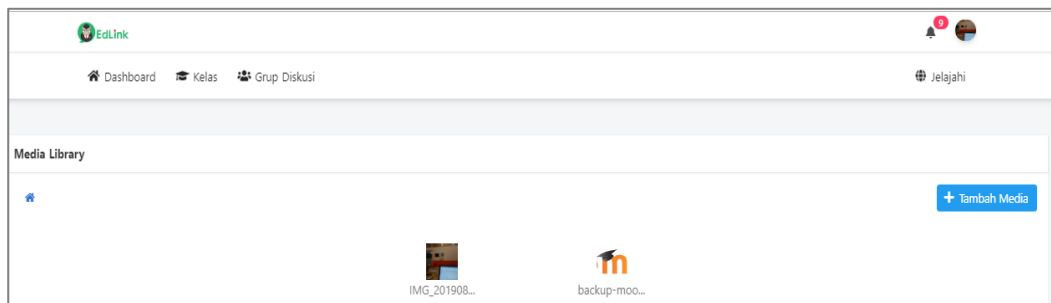 EdLink
9
Dashboard Kelas Grup Diskusi Jelajahi
Media Library
+ Tambah Media
IMG_201908... backup-moo...